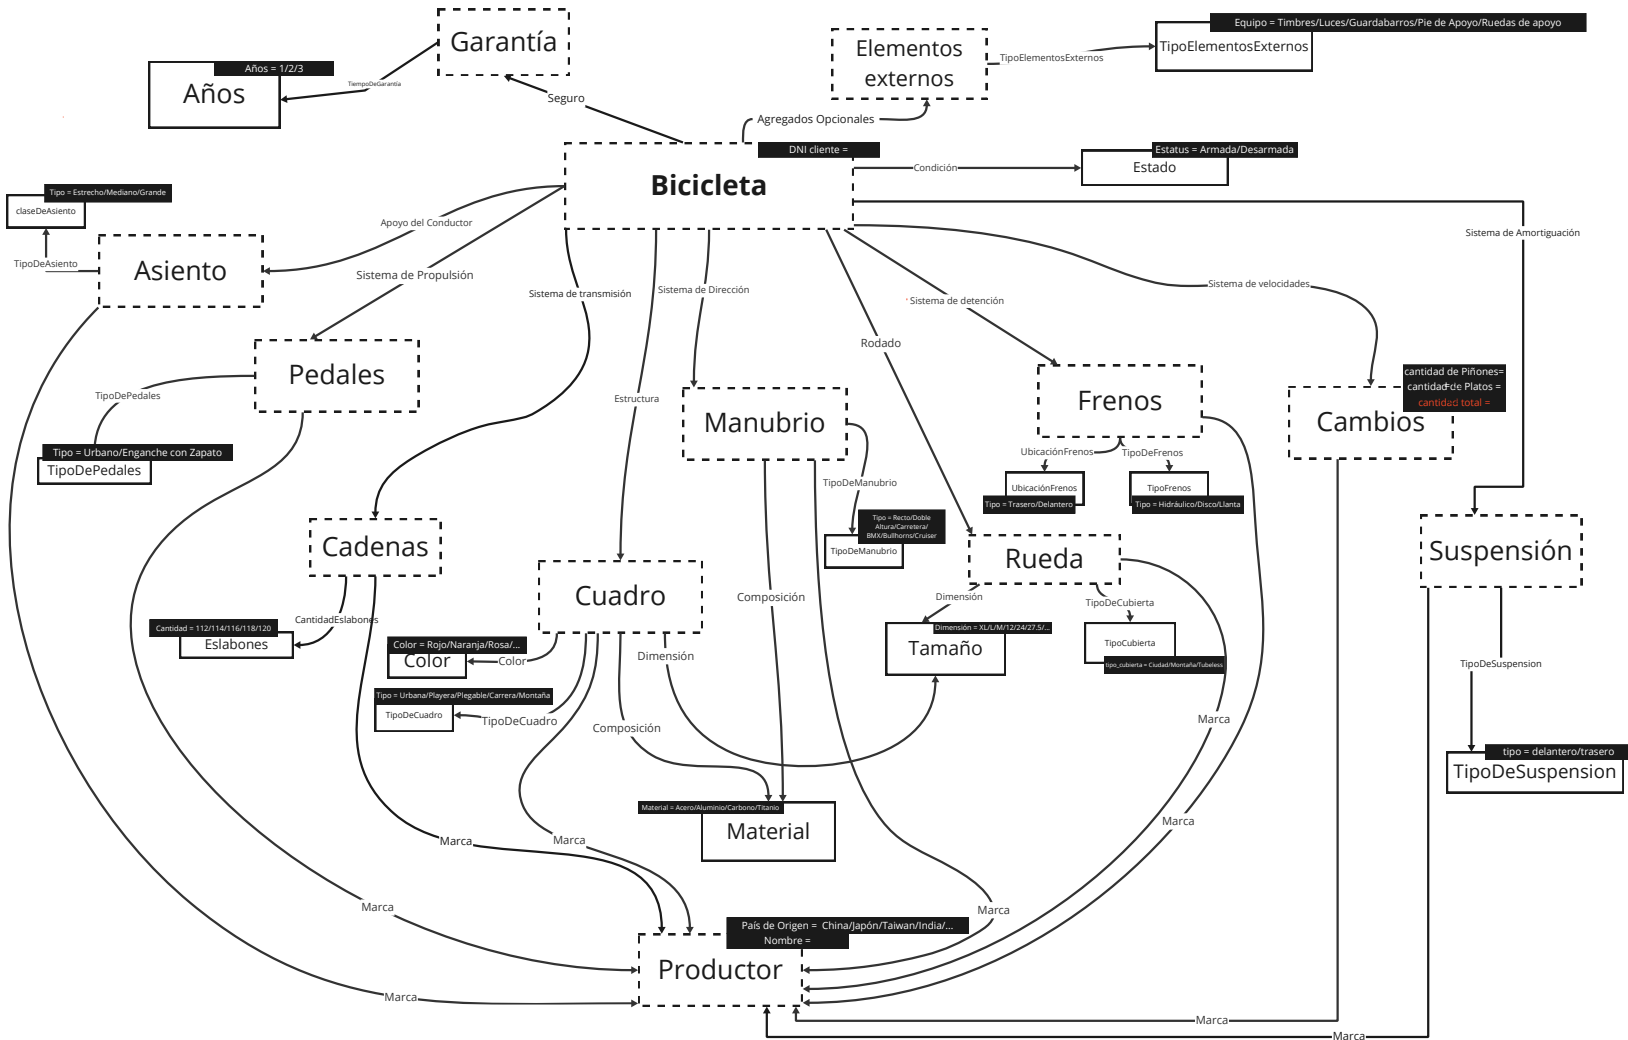 Garantía
Años = 1/2/3
Años
TiempoDeGarantía
Seguro
Elementos
externos
TipoElementosExternos
Equipo = Timbres/Luces/Guardabarros/Pie de Apoyo/Ruedas de apoyo
TipoElementosExternos
Agregados Opcionales
DNI cliente =
Bicicleta
Condición
Estatus = Armada/Desarmada
Estado
Tipo = Estrecho/Mediano/Grande
claseDeAsiento
TipoDeAsiento
Asiento
Apoyo del Conductor
Sistema de Propulsión
Sistema de transmisión
Sistema de Dirección
Sistema de detención
Sistema de velocidades
Sistema de Amortiguación
Rodado
Estructura
Pedales
TipoDePedales
Tipo = Urbano/Enganche con Zapato
TipoDePedales
Manubrio
TipoDeManubrio
Tipo = Recto/Doble
Altura/Carretera/
BMX/Bullhorns/Cruiser
TipoDeManubrio
Frenos
UbicaciónFrenos
TipoDeFrenos
UbicaciónFrenos
Tipo = Trasero/Delantero
TipoFrenos
Tipo = Hidráulico/Disco/Llanta
cantidad de Piñones=
cantidad de Platos =
cantidad total =
Cambios
Suspensión
TipoDeSuspension
tipo = delantero/trasero
TipoDeSuspension
Cadenas
CantidadEslabones
Cantidad = 112/114/116/118/120
Eslabones
Cuadro
Color = Rojo/Naranja/Rosa/...
Color
Color
Tipo = Urbana/Playera/Plegable/Carrera/Montaña
TipoDeCuadro
TipoDeCuadro
Composición
Composición
Dimensión
Rueda
Dimensión
TipoDeCubierta
Dimensión = XL/L/M/12/24/27.5/...
Tamaño
TipoCubierta
tipo_cubierta = Ciudad/Montaña/Tubeless
Material = Acero/Aluminio/Carbono/Titanio
Material
Marca
Marca
Marca
Marca
Marca
Marca
Marca
País de Origen = China/Japón/Taiwan/India/...
Nombre =
Productor
Marca
Marca